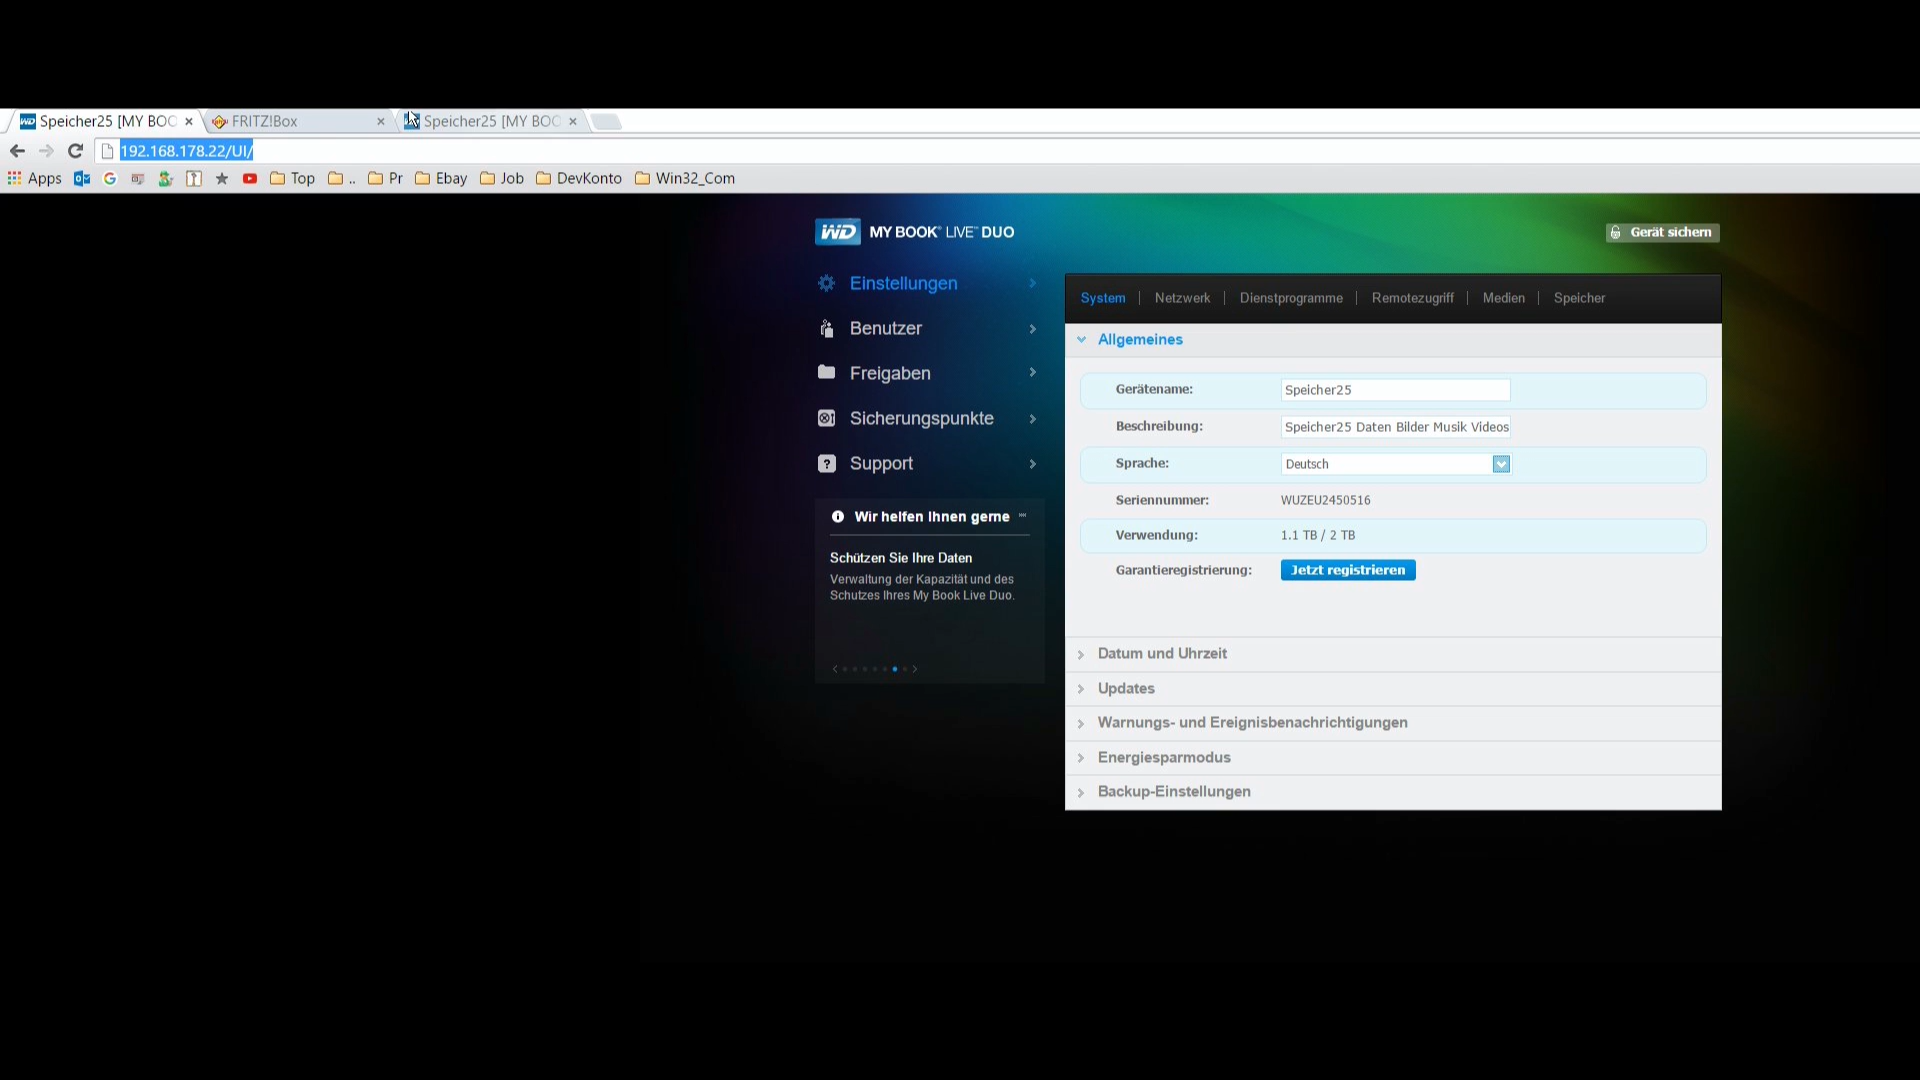 Speicher25 [MY BOO
FRITZ!Box
Speicher25 [MY BOO
192.168.178.22/UI/
Apps
Top
..
Pr
Ebay
Job
DevKonto
Win32_Com
WD MY BOOK® LIVE™ DUO
Gerät sichern
Einstellungen
Benutzer
Freigaben
Sicherungspunkte
Support
Wir helfen Ihnen gerne
Schützen Sie Ihre Daten
Verwaltung der Kapazität und des
Schutzes Ihres My Book Live Duo.
System | Netzwerk | Dienstprogramme | Remotezugriff | Medien | Speicher
Allgemeines
Gerätename: Speicher25
Beschreibung: Speicher25 Daten Bilder Musik Videos
Sprache: Deutsch
Seriennummer: WUZEU2450516
Verwendung: 1.1 TB / 2 TB
Garantieregistrierung: Jetzt registrieren
Datum und Uhrzeit
Updates
Warnungs- und Ereignisbenachrichtigungen
Energiesparmodus
Backup-Einstellungen